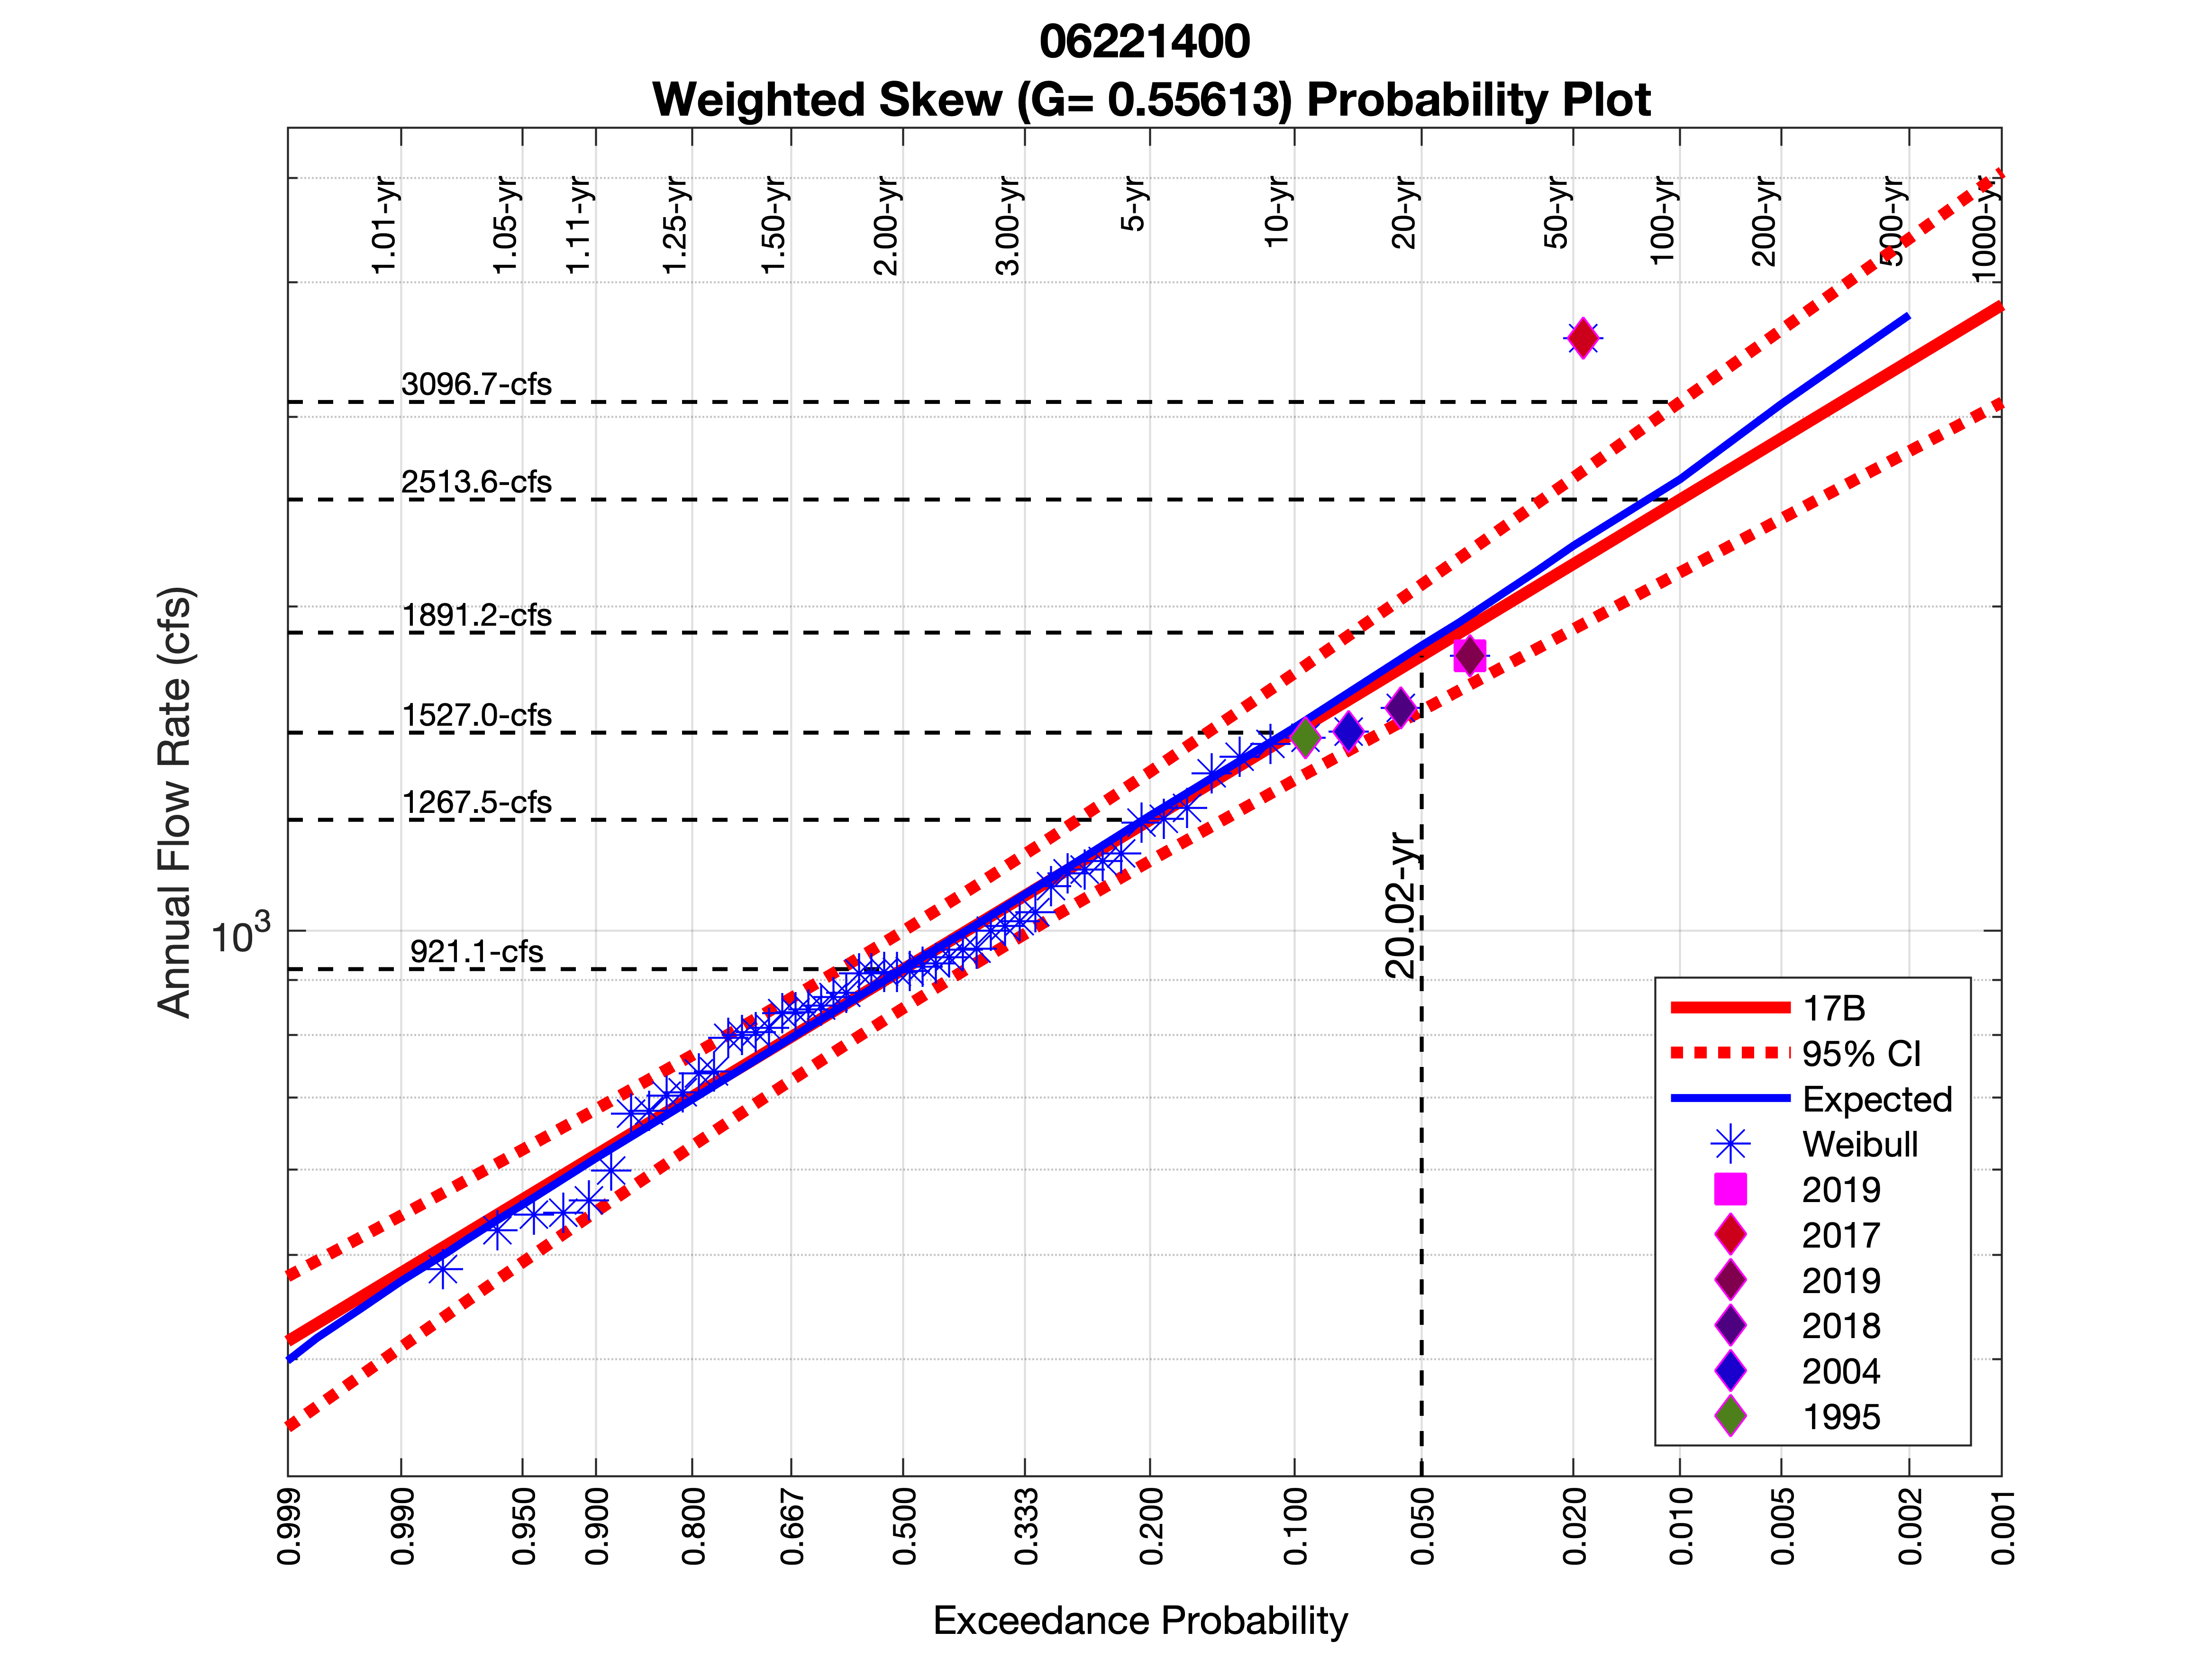 06221400
Weighted Skew (G= 0.55613) Probability Plot
1.01-yr
1.05-yr
1.11-yr
1.25-yr
1.50-yr
2.00-yr
3.00-yr
5-yr
10-yr
20-yr
50-yr
100-yr
200-yr
500-yr
1000-yr
3096.7-cfs
2513.6-cfs
1891.2-cfs
1527.0-cfs
1267.5-cfs
921.1-cfs
20.02-yr
Annual Flow Rate (cfs)
10³
17B
95% CI
Expected
Weibull
2019
2017
2019
2018
2004
1995
0.999
0.990
0.950
0.900
0.800
0.667
0.500
0.333
0.200
0.100
0.050
0.020
0.010
0.005
0.002
0.001
Exceedance Probability